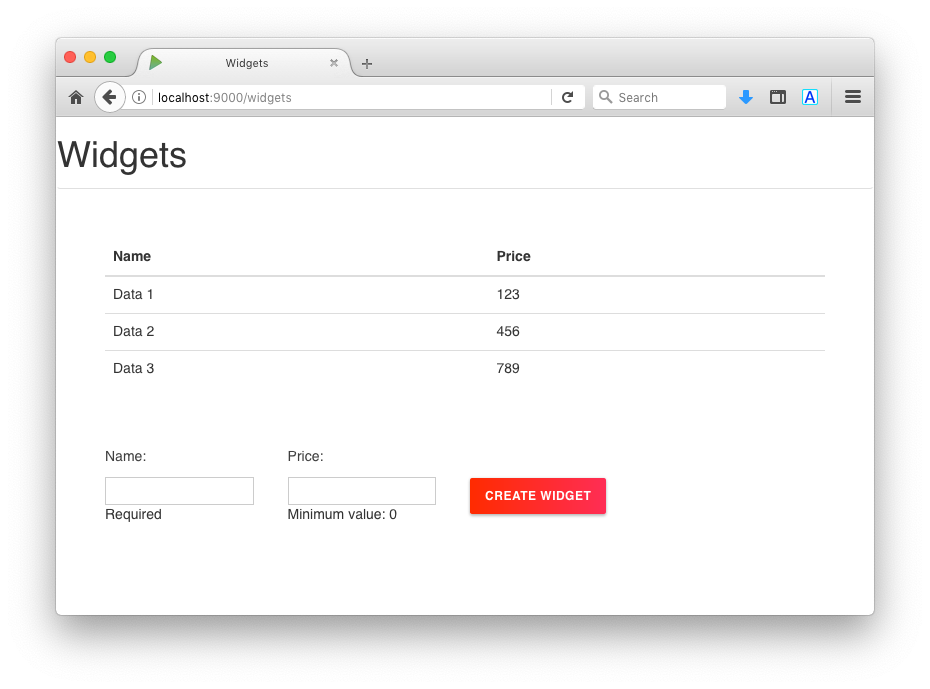 Widgets
localhost:9000/widgets
Search
A
Widgets
Name Price
Data 1 123
Data 2 456
Data 3 789
Name: Price:
CREATE WIDGET
Required Minimum value: 0